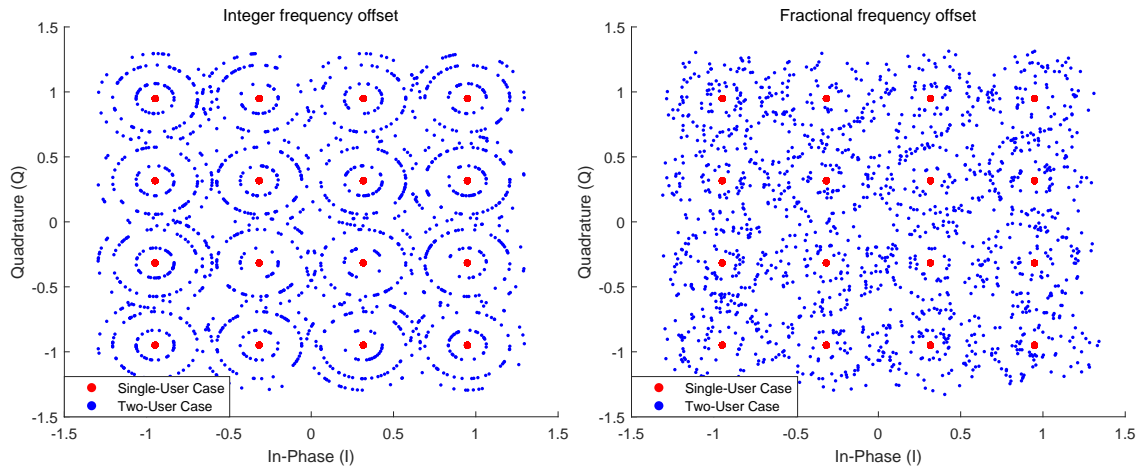 Integer frequency offset
1.5
1
0.5
0
-0.5
-1
-1.5
Quadrature (Q)
Single-User Case
Two-User Case
-1.5
-1
-0.5
0
0.5
1
1.5
In-Phase (I)
Fractional frequency offset
1.5
1
0.5
0
-0.5
-1
-1.5
Quadrature (Q)
Single-User Case
Two-User Case
-1.5
-1
-0.5
0
0.5
1
1.5
In-Phase (I)